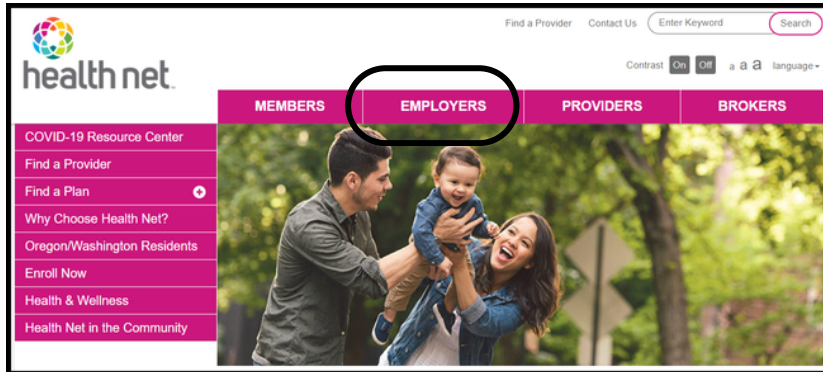 Find a Provider Contact Us Enter Keyword Search
health net.
Contrast On Off a a a language
MEMBERS EMPLOYERS PROVIDERS BROKERS
COVID-19 Resource Center
Find a Provider
Find a Plan
Why Choose Health Net?
Oregon/Washington Residents
Enroll Now
Health & Wellness
Health Net in the Community